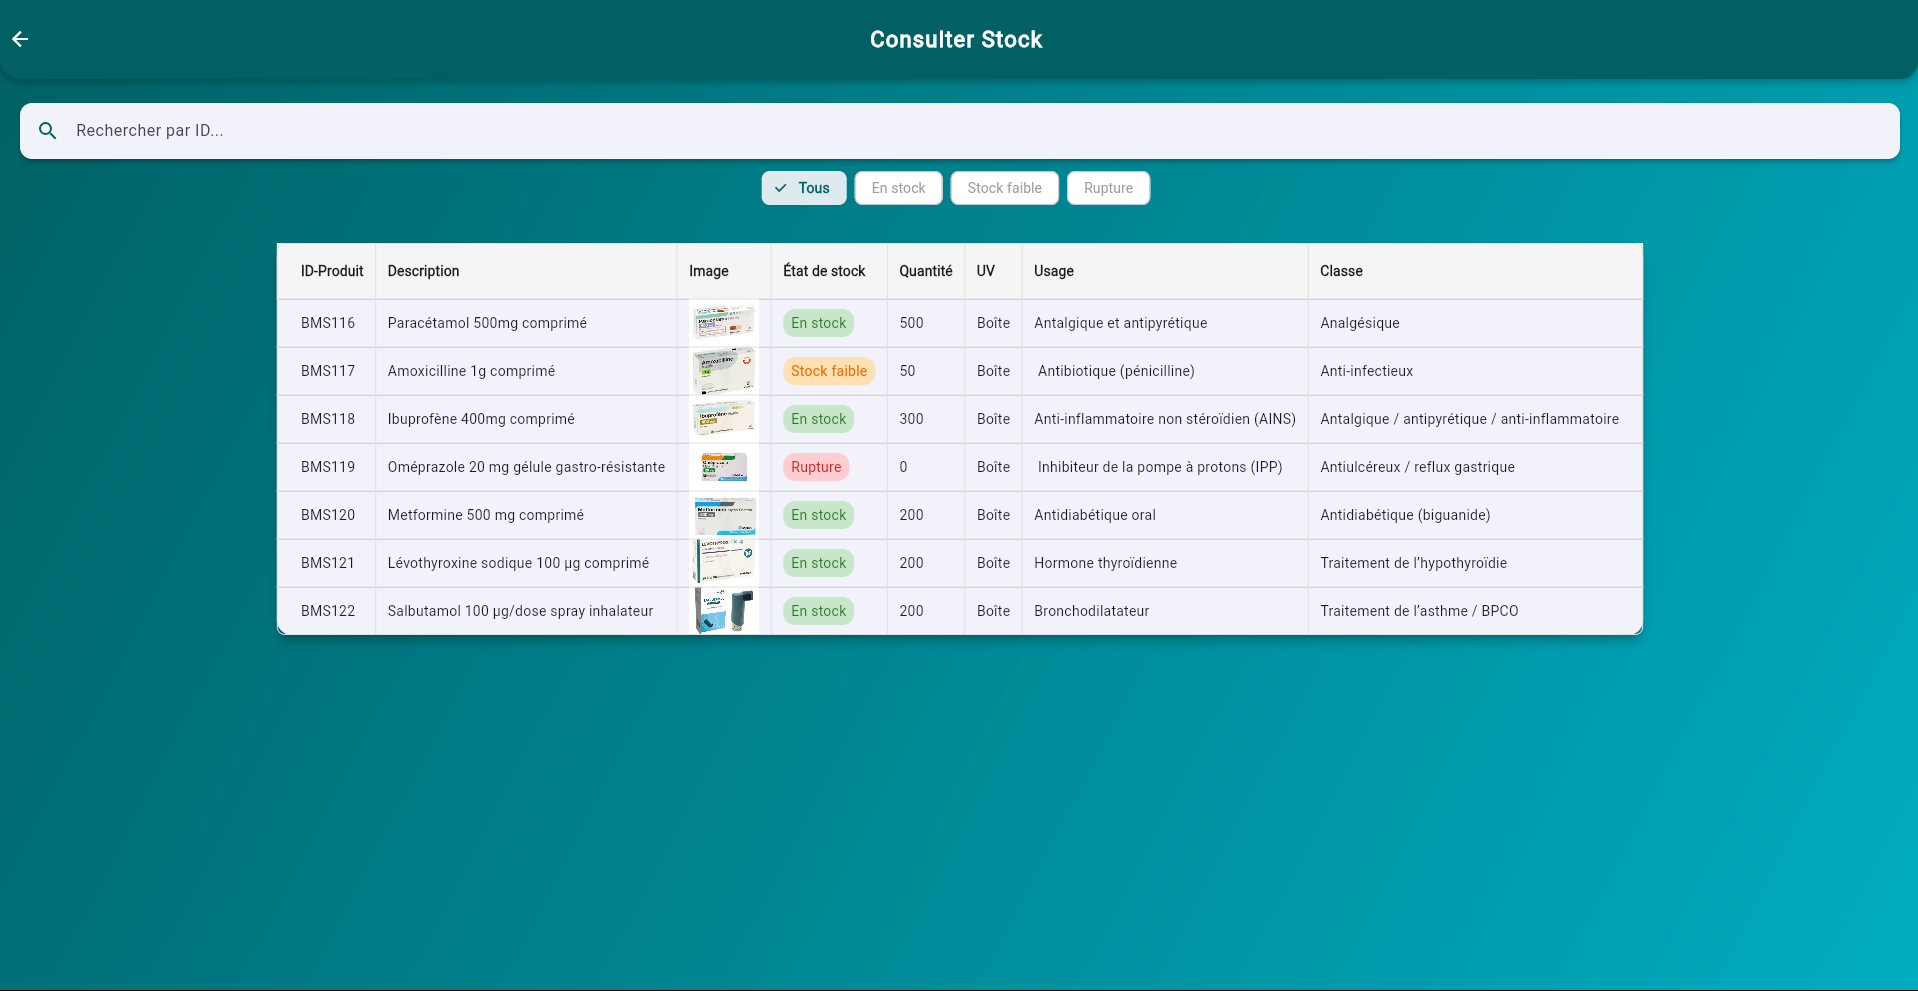 Consulter Stock
Rechercher par ID...
Tous En stock Stock faible Rupture
ID-Produit Description Image État de stock Quantité UV Usage Classe
BMS116 Paracétamol 500mg comprimé En stock 500 Boîte Antalgique et antipyrétique Analgésique
BMS117 Amoxicilline 1g comprimé Amoxicilline Stock faible 50 Boîte Antibiotique (pénicilline) Anti-infectieux
BMS118 Ibuprofène 400mg comprimé Ibuprofène En stock 300 Boîte Anti-inflammatoire non stéroïdien (AINS) Antalgique / antipyrétique / anti-inflammatoire
BMS119 Oméprazole 20 mg gélule gastro-résistante Rupture 0 Boîte Inhibiteur de la pompe à protons (IPP) Antiulcéreux / reflux gastrique
BMS120 Metformine 500 mg comprimé Metformine En stock 200 Boîte Antidiabétique oral Antidiabétique (biguanide)
BMS121 Lévothyroxine sodique 100 µg comprimé En stock 200 Boîte Hormone thyroïdienne Traitement de l’hypothyroïdie
BMS122 Salbutamol 100 µg/dose spray inhalateur En stock 200 Boîte Bronchodilatateur Traitement de l’asthme / BPCO